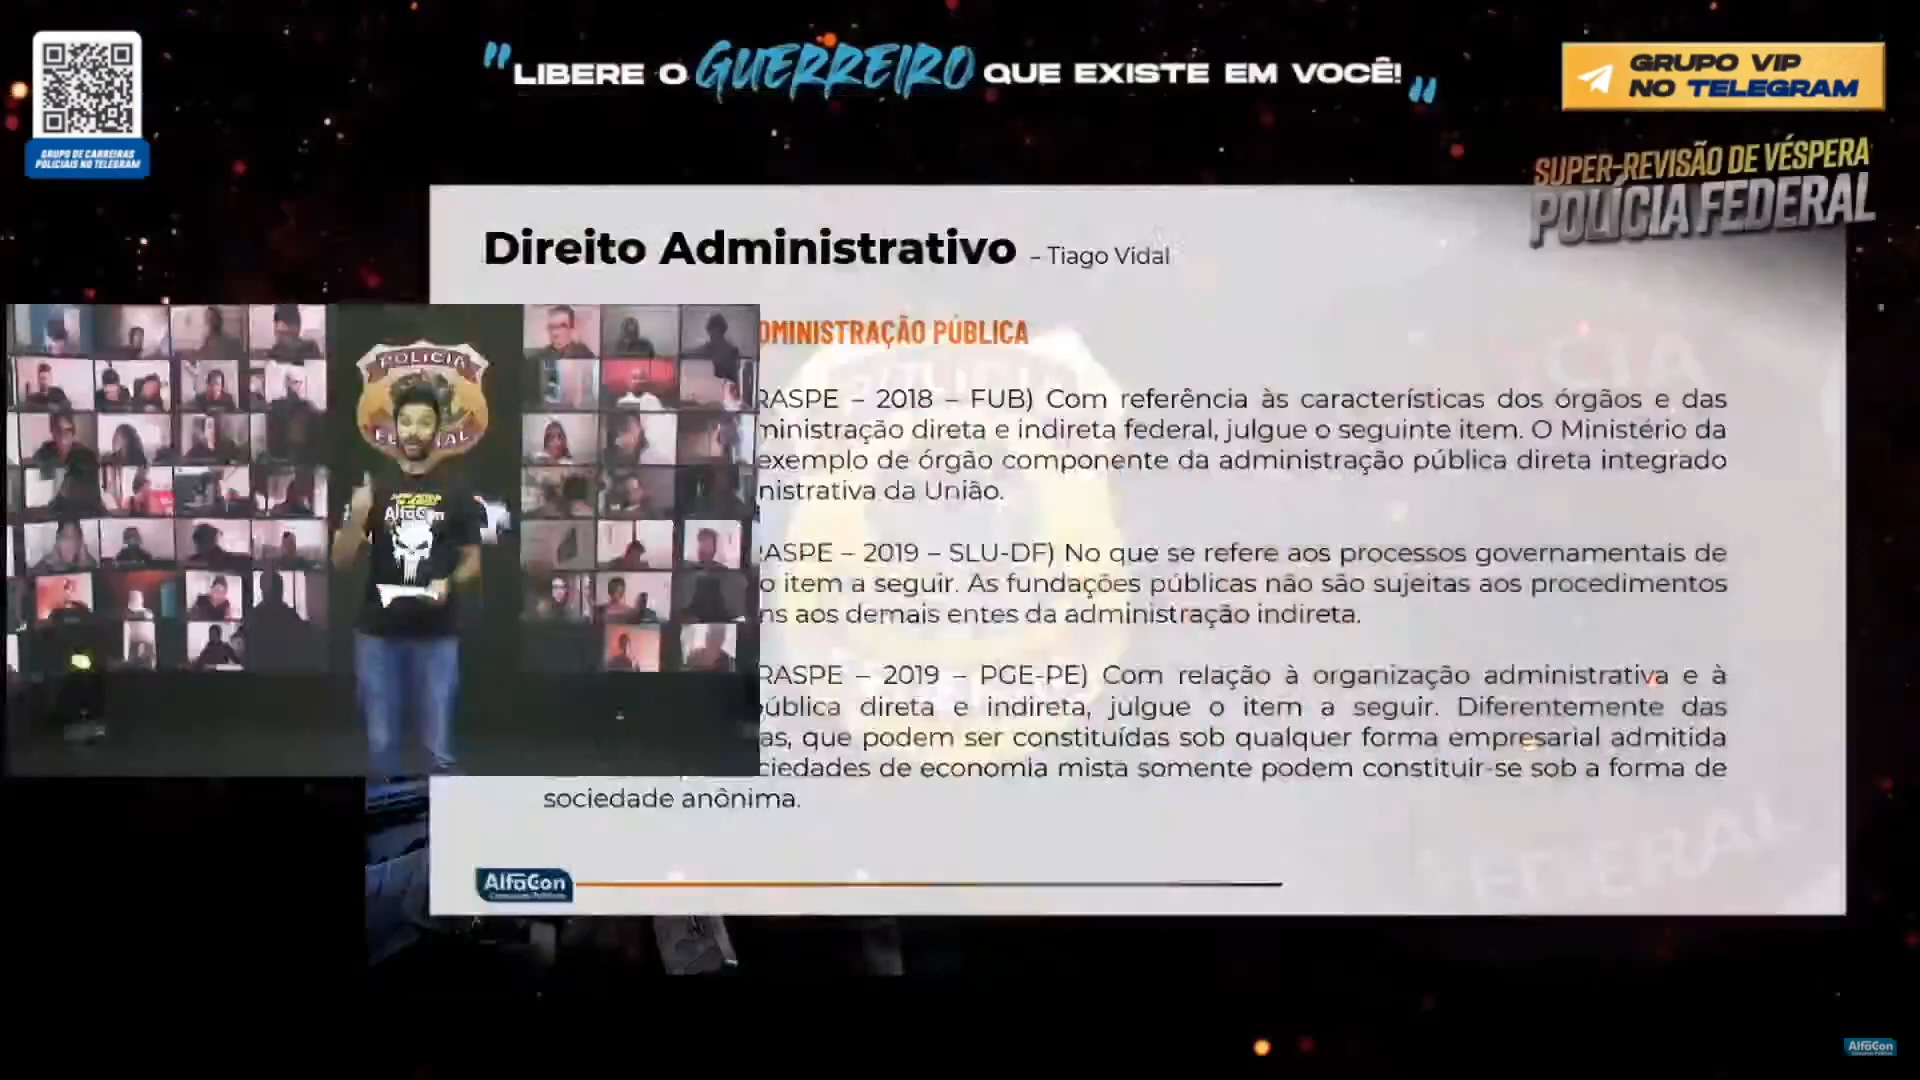 "LIBERE O GUERREIRO QUE EXISTE EM VOCÊ!"
GRUPO VIP
NO TELEGRAM
GRUPO DE CARREIRAS
POLICIAIS NO TELEGRAM
SUPER-REVISÃO DE VÉSPERA
POLÍCIA FEDERAL
Direito Administrativo – Tiago Vidal
DMINISTRAÇÃO PÚBLICA
RASPE – 2018 – FUB) Com referência às características dos órgãos e das
ministração direta e indireta federal, julgue o seguinte item. O Ministério da
exemplo de órgão componente da administração pública direta integrado
nistrativa da União.
RASPE – 2019 – SLU-DF) No que se refere aos processos governamentais de
o item a seguir. As fundações públicas não são sujeitas aos procedimentos
ns aos demais entes da administração indireta.
RASPE – 2019 – PGE-PE) Com relação à organização administrativa e à
ública direta e indireta, julgue o item a seguir. Diferentemente das
as, que podem ser constituídas sob qualquer forma empresarial admitida
ciedades de economia mista somente podem constituir-se sob a forma de
sociedade anônima.
POLÍCIA
AlfaCon
AlfaCon
FEDERAL
AlfaCon